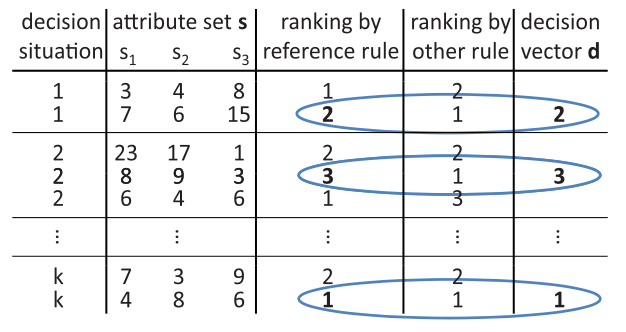 decision attribute set s ranking by ranking by decision
situation s1 s2 s3 reference rule other rule vector d
1 3 4 8 1 2
1 7 6 15 2 1 2
2 23 17 1 2 2
2 8 9 3 3 1 3
2 6 4 6 1 3
⋮ ⋮ ⋮ ⋮ ⋮
k 7 3 9 2 2
k 4 8 6 1 1 1